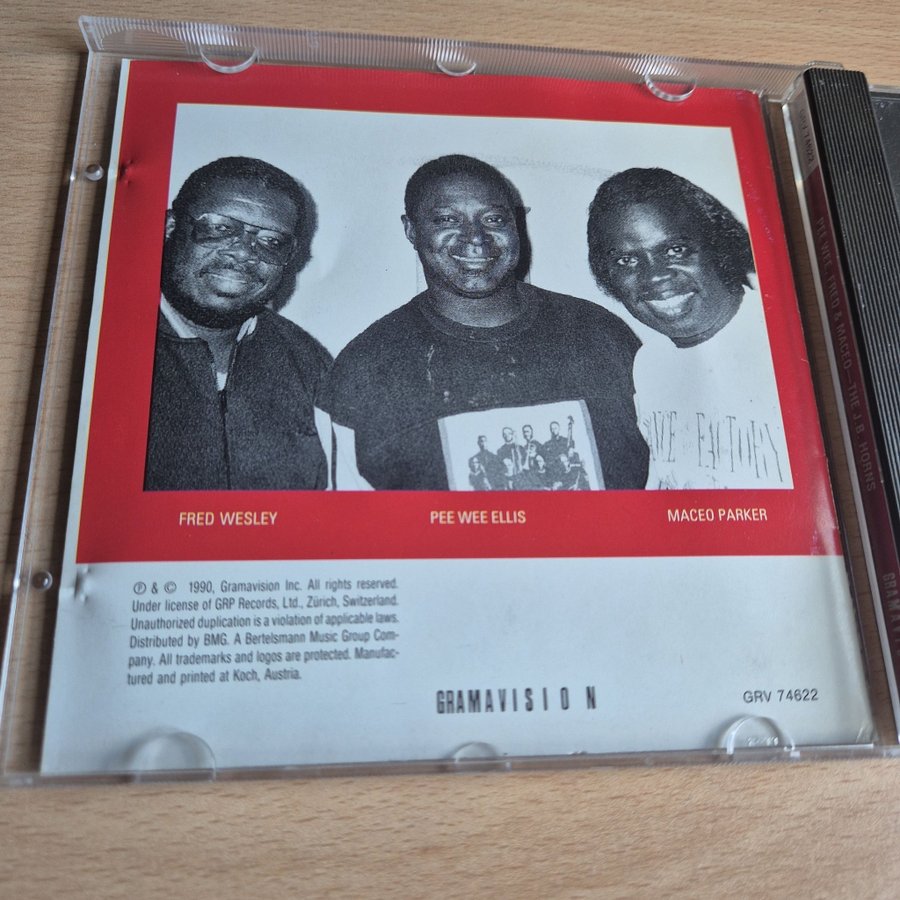 FRED WESLEY
PEE WEE ELLIS
MACEO PARKER
℗ & © 1990, Gramavision Inc. All rights reserved.
Under license of GRP Records, Ltd., Zürich, Switzerland.
Unauthorized duplication is a violation of applicable laws.
Distributed by BMG. A Bertelsmann Music Group Com-
pany. All trademarks and logos are protected. Manufac-
tured and printed at Koch, Austria.
GRAMAVISION
GRV 74622
GRV 74622
PEE WEE, FRED & MACEO—THE J.B. HORNS